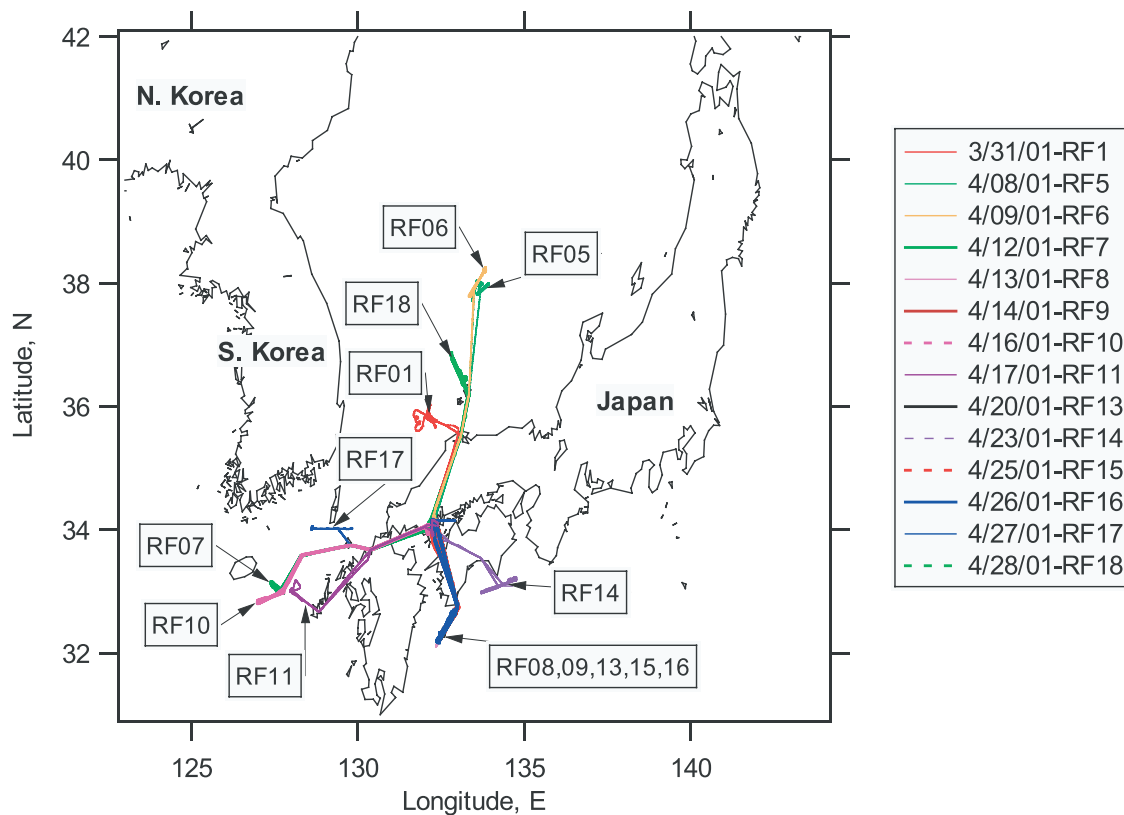 42
40
38
36
34
32
Latitude, N
125
130
135
140
Longitude, E
N. Korea
S. Korea
Japan
RF06
RF05
RF18
RF01
RF17
RF07
RF10
RF11
RF14
RF08,09,13,15,16
3/31/01-RF1
4/08/01-RF5
4/09/01-RF6
4/12/01-RF7
4/13/01-RF8
4/14/01-RF9
4/16/01-RF10
4/17/01-RF11
4/20/01-RF13
4/23/01-RF14
4/25/01-RF15
4/26/01-RF16
4/27/01-RF17
4/28/01-RF18